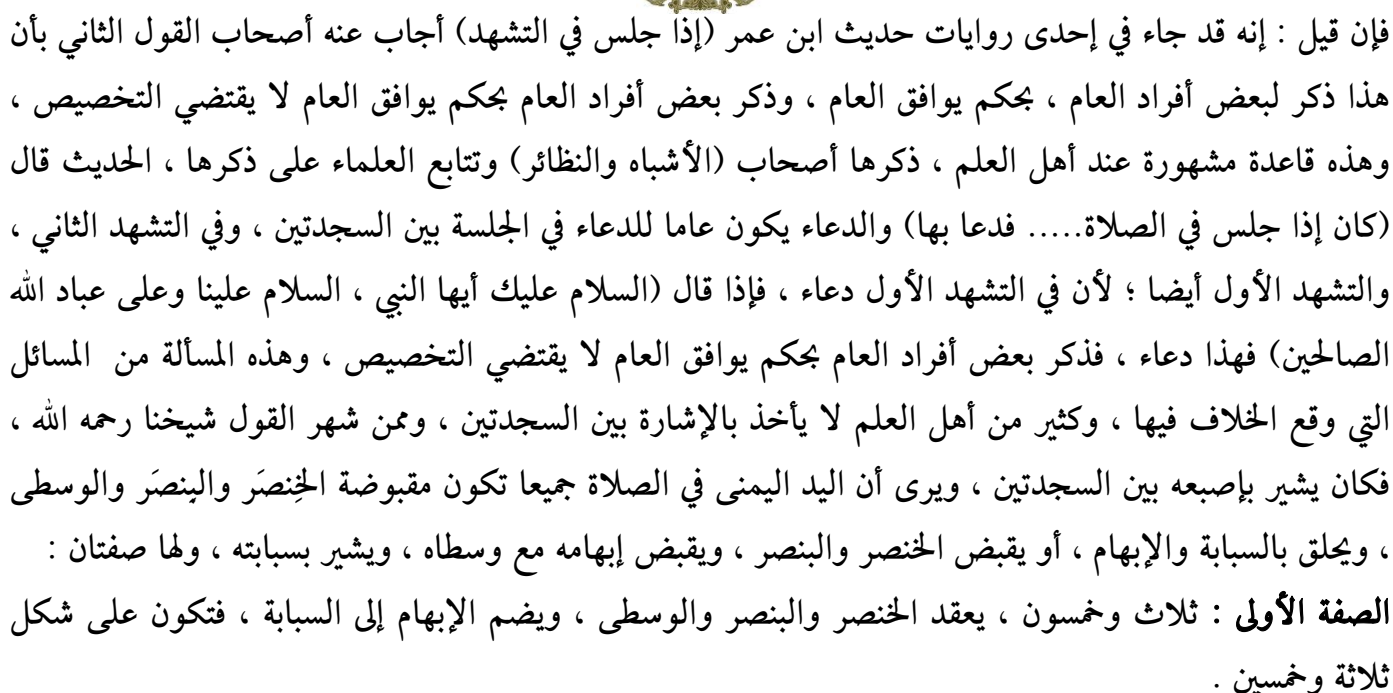 فإن قيل : إنه قد جاء في إحدى روايات حديث ابن عمر (إذا جلس في التشهد) أجاب عنه أصحاب القول الثاني بأن
هذا ذكر لبعض أفراد العام ، بحكم يوافق العام ، وذكر بعض أفراد العام بحكم يوافق العام لا يقتضي التخصيص ،
وهذه قاعدة مشهورة عند أهل العلم ، ذكرها أصحاب (الأشباه والنظائر) وتتابع العلماء على ذكرها ، الحديث قال
(كان إذا جلس في الصلاة..... فدعا بها) والدعاء يكون عاما للدعاء في الجلسة بين السجدتين ، وفي التشهد الثاني ،
والتشهد الأول أيضا ؛ لأن في التشهد الأول دعاء ، فإذا قال (السلام عليك أيها النبي ، السلام علينا وعلى عباد الله
الصالحين) فهذا دعاء ، فذكر بعض أفراد العام بحكم يوافق العام لا يقتضي التخصيص ، وهذه المسألة من المسائل
التي وقع الخلاف فيها ، وكثير من أهل العلم لا يأخذ بالإشارة بين السجدتين ، وممن شهر القول شيخنا رحمه الله ،
فكان يشير بإصبعه بين السجدتين ، ويرى أن اليد اليمنى في الصلاة جميعا تكون مقبوضة الخِنصَر والبِنصَر والوسطى
، ويحلق بالسبابة والإبهام ، أو يقبض الخنصر والبنصر ، ويقبض إبهامه مع وسطاه ، ويشير بسبابته ، ولها صفتان :
الصفة الأولى : ثلاث وخمسون ، يعقد الخنصر والبنصر والوسطى ، ويضم الإبهام إلى السبابة ، فتكون على شكل
ثلاثة وخمسين .